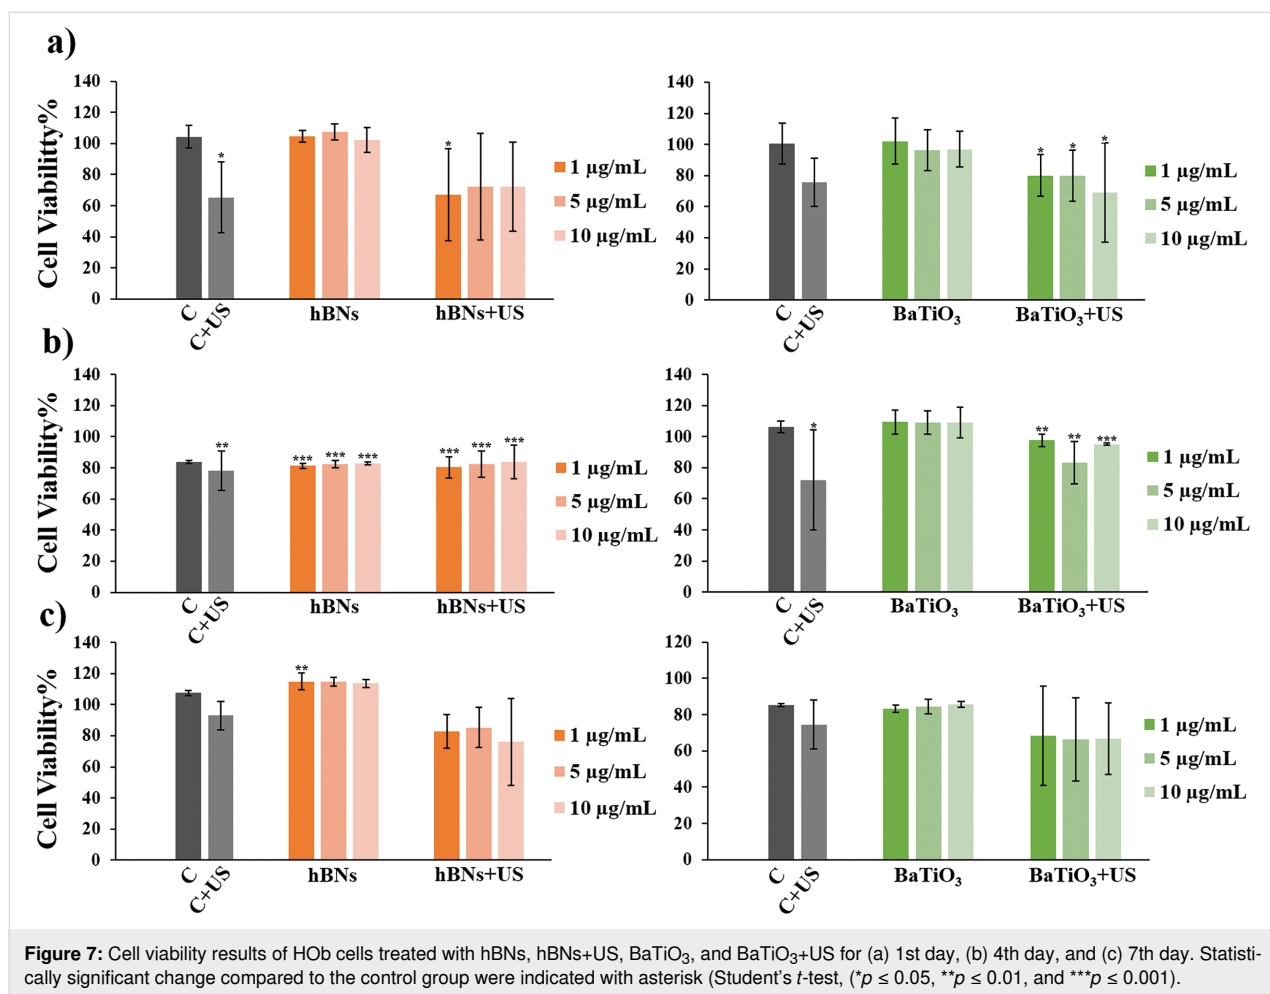 a)
Cell Viabilitty%
140
120
100
80
60
40
20
0
*
*
C
C+US
hBNs
hBNs+US
1 µg/mL
5 µg/mL
10 µg/mL
140
120
100
80
60
40
20
0
*
*
*
C
C+US
BaTiO₃
BaTiO₃+US
1 µg/mL
5 µg/mL
10 µg/mL
b)
Cell Viability%
140
120
100
80
60
40
20
0
**
***
***
***
***
***
***
C
C+US
hBNs
hBNs+US
1 µg/mL
5 µg/mL
10 µg/mL
140
120
100
80
60
40
20
0
*
**
**
***
C
C+US
BaTiO₃
BaTiO₃+US
1 µg/mL
5 µg/mL
10 µg/mL
c)
Cell Viability%
140
120
100
80
60
40
20
0
**
C
C+US
hBNs
hBNs+US
1 µg/mL
5 µg/mL
10 µg/mL
120
100
80
60
40
20
0
C
C+US
BaTiO₃
BaTiO₃+US
1 µg/mL
5 µg/mL
10 µg/mL
Figure 7: Cell viability results of HOb cells treated with hBNs, hBNs+US, BaTiO₃, and BaTiO₃+US for (a) 1st day, (b) 4th day, and (c) 7th day. Statisti-
cally significant change compared to the control group were indicated with asterisk (Student's t-test, (*p ≤ 0.05, **p ≤ 0.01, and ***p ≤ 0.001).